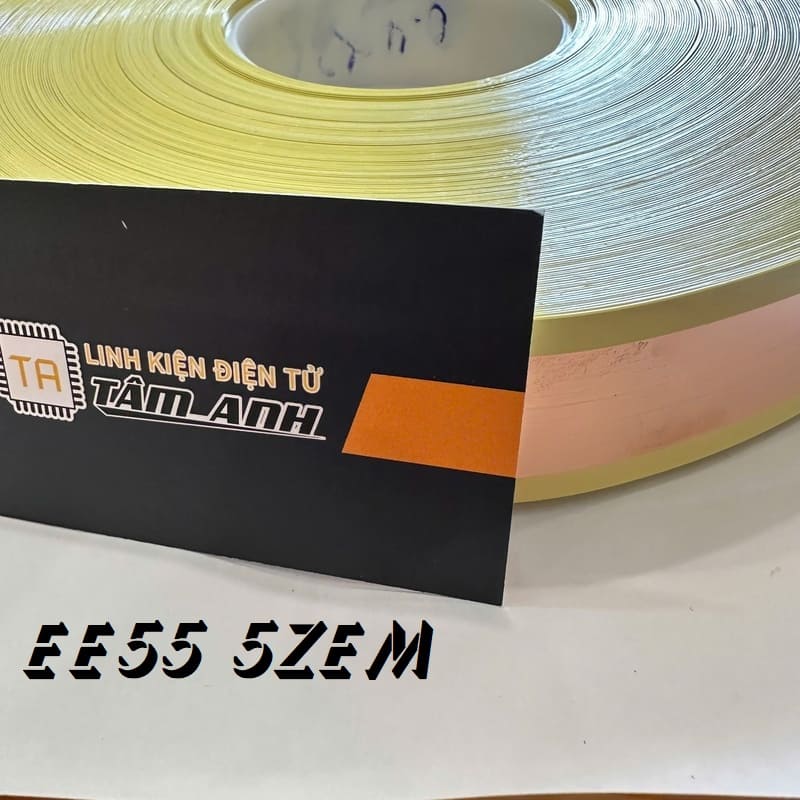 TA
LINH KIỆN ĐIỆN TỬ
TÂM ANH
EE55 5ZEM